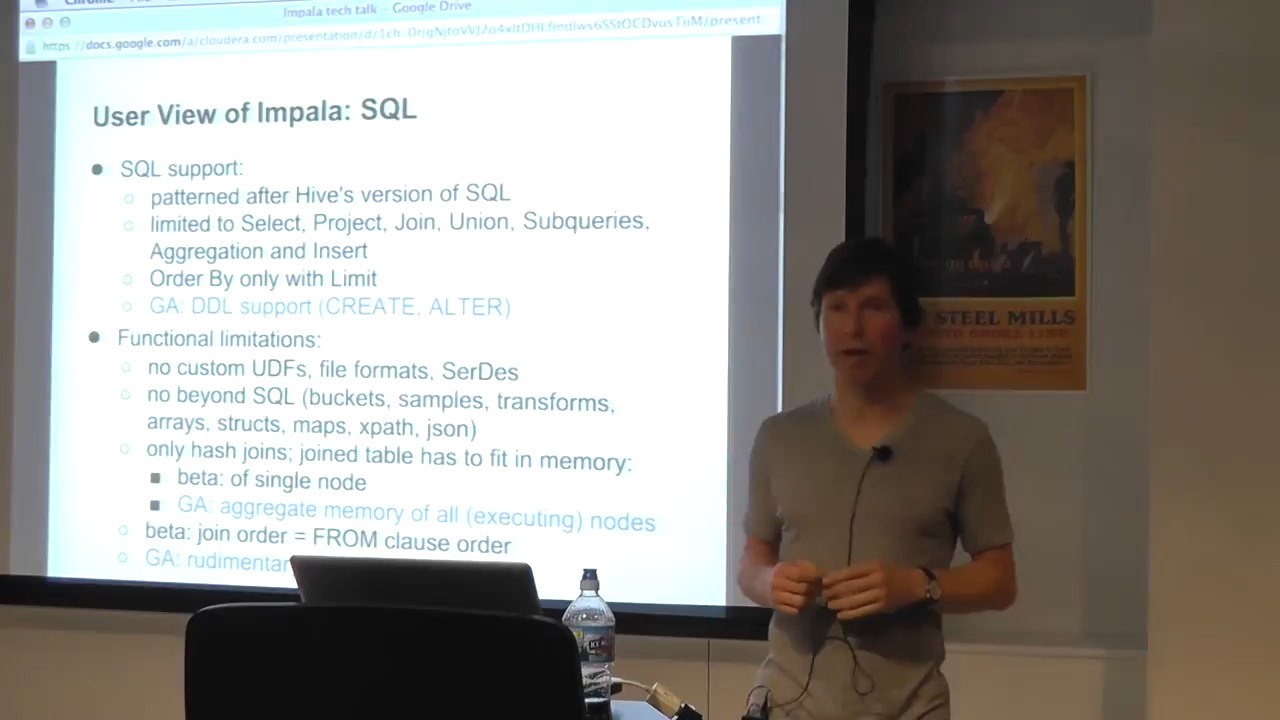 Impala tech talk – Google Drive
User View of Impala: SQL
● SQL support:
○ patterned after Hive's version of SQL
○ limited to Select, Project, Join, Union, Subqueries,
Aggregation and Insert
○ Order By only with Limit
○ GA: DDL support (CREATE, ALTER)
● Functional limitations:
○ no custom UDFs, file formats, SerDes
○ no beyond SQL (buckets, samples, transforms,
arrays, structs, maps, xpath, json)
○ only hash joins; joined table has to fit in memory:
■ beta: of single node
■ GA: aggregate memory of all (executing) nodes
○ beta: join order = FROM clause order
○ GA:
STEEL MILLS